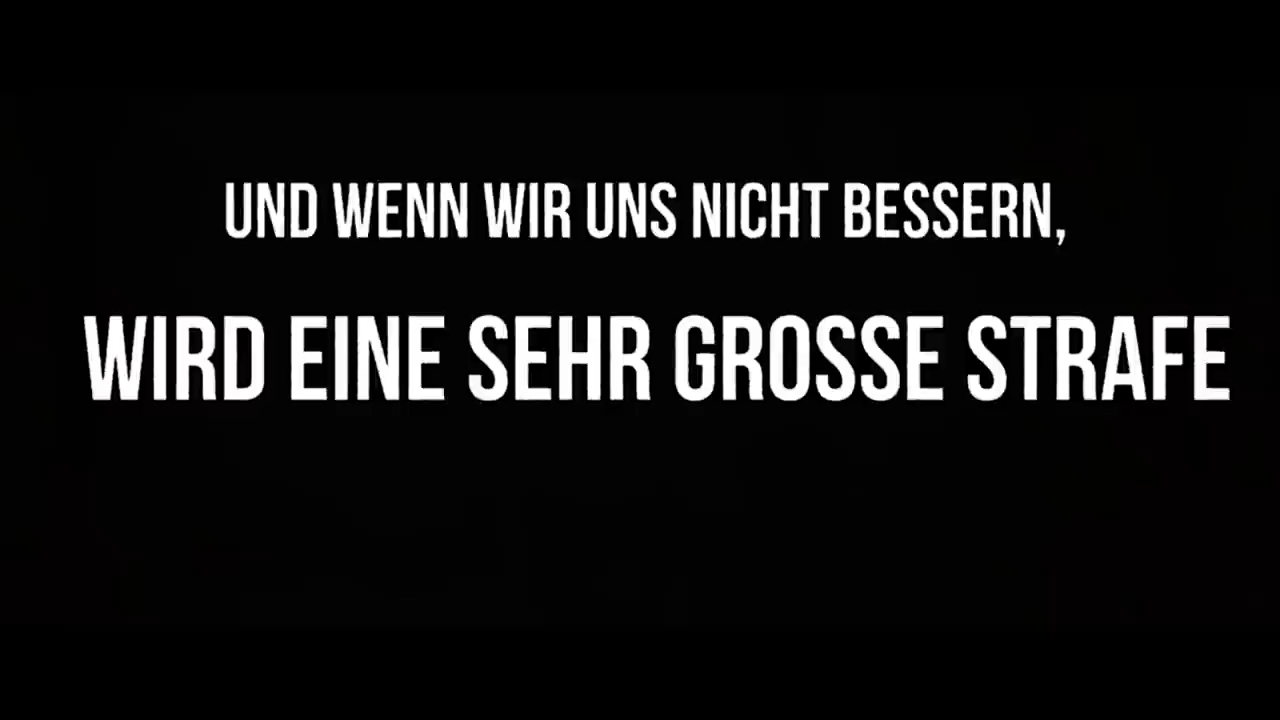 UND WENN WIR UNS NICHT BESSERN,
WIRD EINE SEHR GROSSE STRAFE